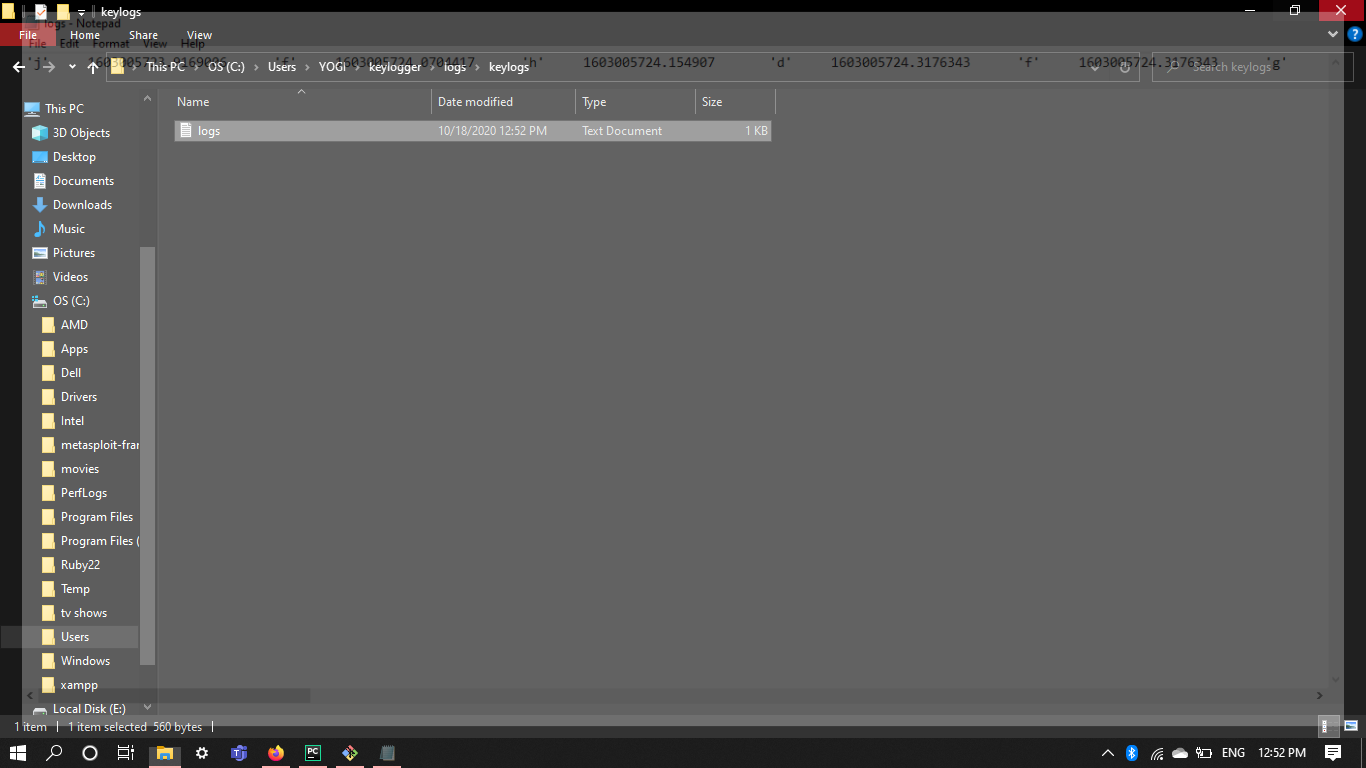 keylogs
logs - Notepad
File Home Share View
File Edit Format View Help
This PC OS (C:) Users YOGI keylogger logs keylogs Search keylogs
'j' 1603005723.9169026 'f' 1603005724.0704417 'h' 1603005724.154907 'd' 1603005724.3176343 'f' 1603005724.3176343 'g'
Name Date modified Type Size
logs 10/18/2020 12:52 PM Text Document 1 KB
This PC
3D Objects
Desktop
Documents
Downloads
Music
Pictures
Videos
OS (C:)
AMD
Apps
Dell
Drivers
Intel
metasploit-frar
movies
PerfLogs
Program Files
Program Files (
Ruby22
Temp
tv shows
Users
Windows
xampp
Local Disk (E:)
1 item 1 item selected 560 bytes
ENG 12:52 PM